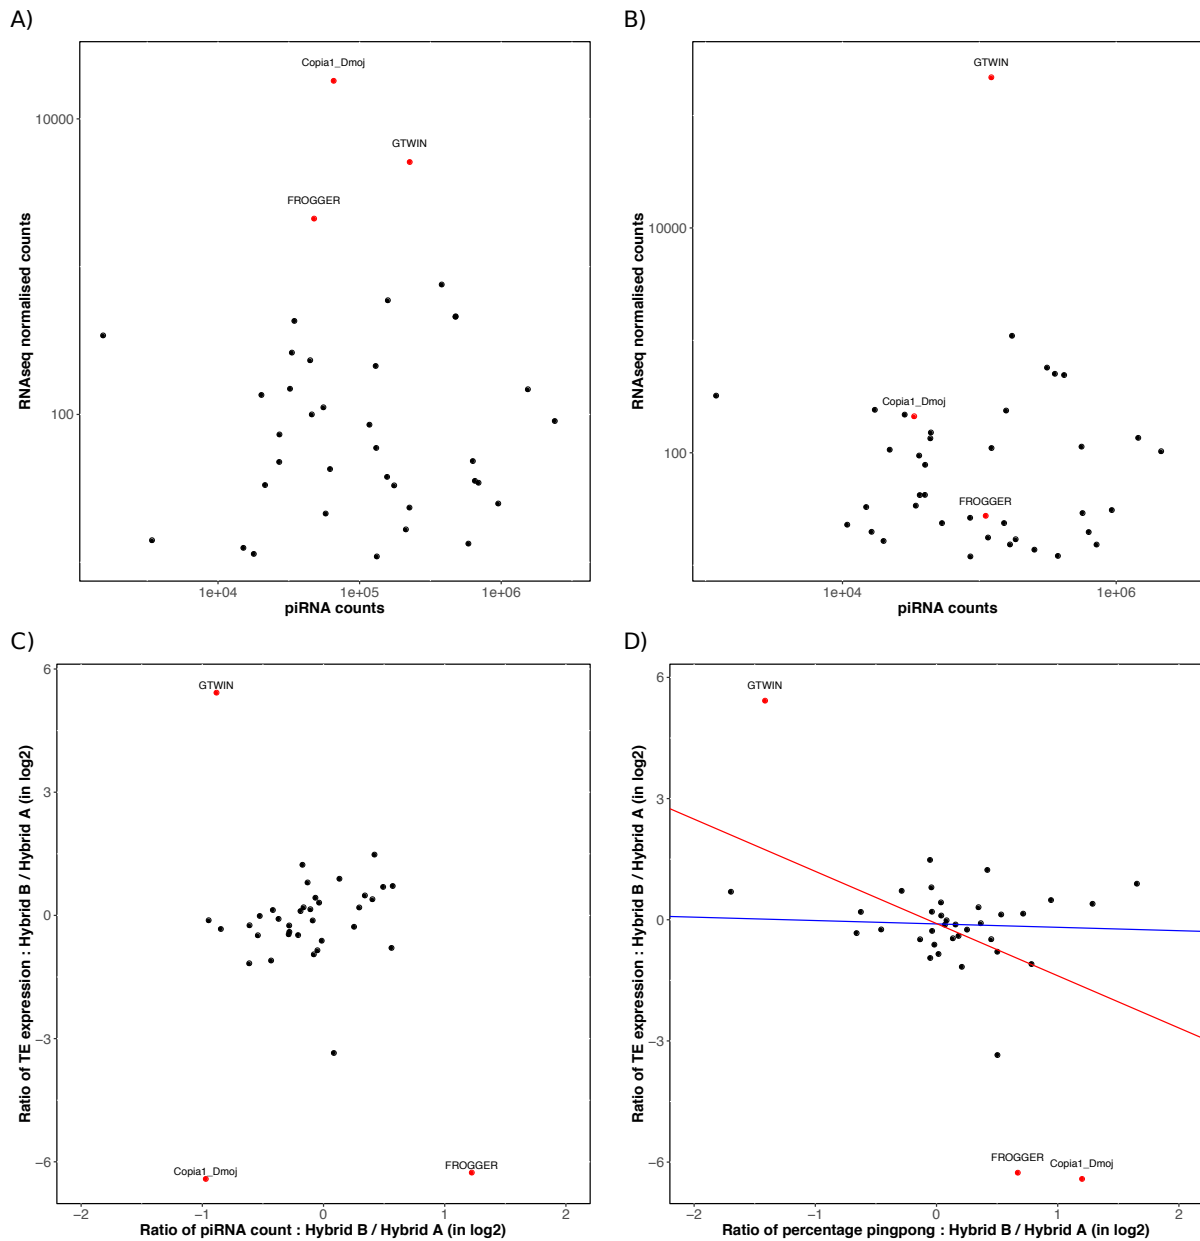 A)
Copia1_Dmoj
GTWIN
FROGGER
10000
100
RNAseq normalised counts
1e+04
1e+05
1e+06
piRNA counts
B)
GTWIN
Copia1_Dmoj
FROGGER
10000
100
RNAseq normalised counts
1e+04
1e+06
piRNA counts
C)
GTWIN
Copia1_Dmoj
FROGGER
6
3
0
−3
−6
Ratio of TE expression : Hybrid B / Hybrid A (in log2)
−2
−1
0
1
2
Ratio of piRNA count : Hybrid B / Hybrid A (in log2)
D)
GTWIN
FROGGER
Copia1_Dmoj
6
3
0
−3
−6
Ratio of TE expression : Hybrid B / Hybrid A (in log2)
−2
−1
0
1
2
Ratio of percentage pingpong : Hybrid B / Hybrid A (in log2)